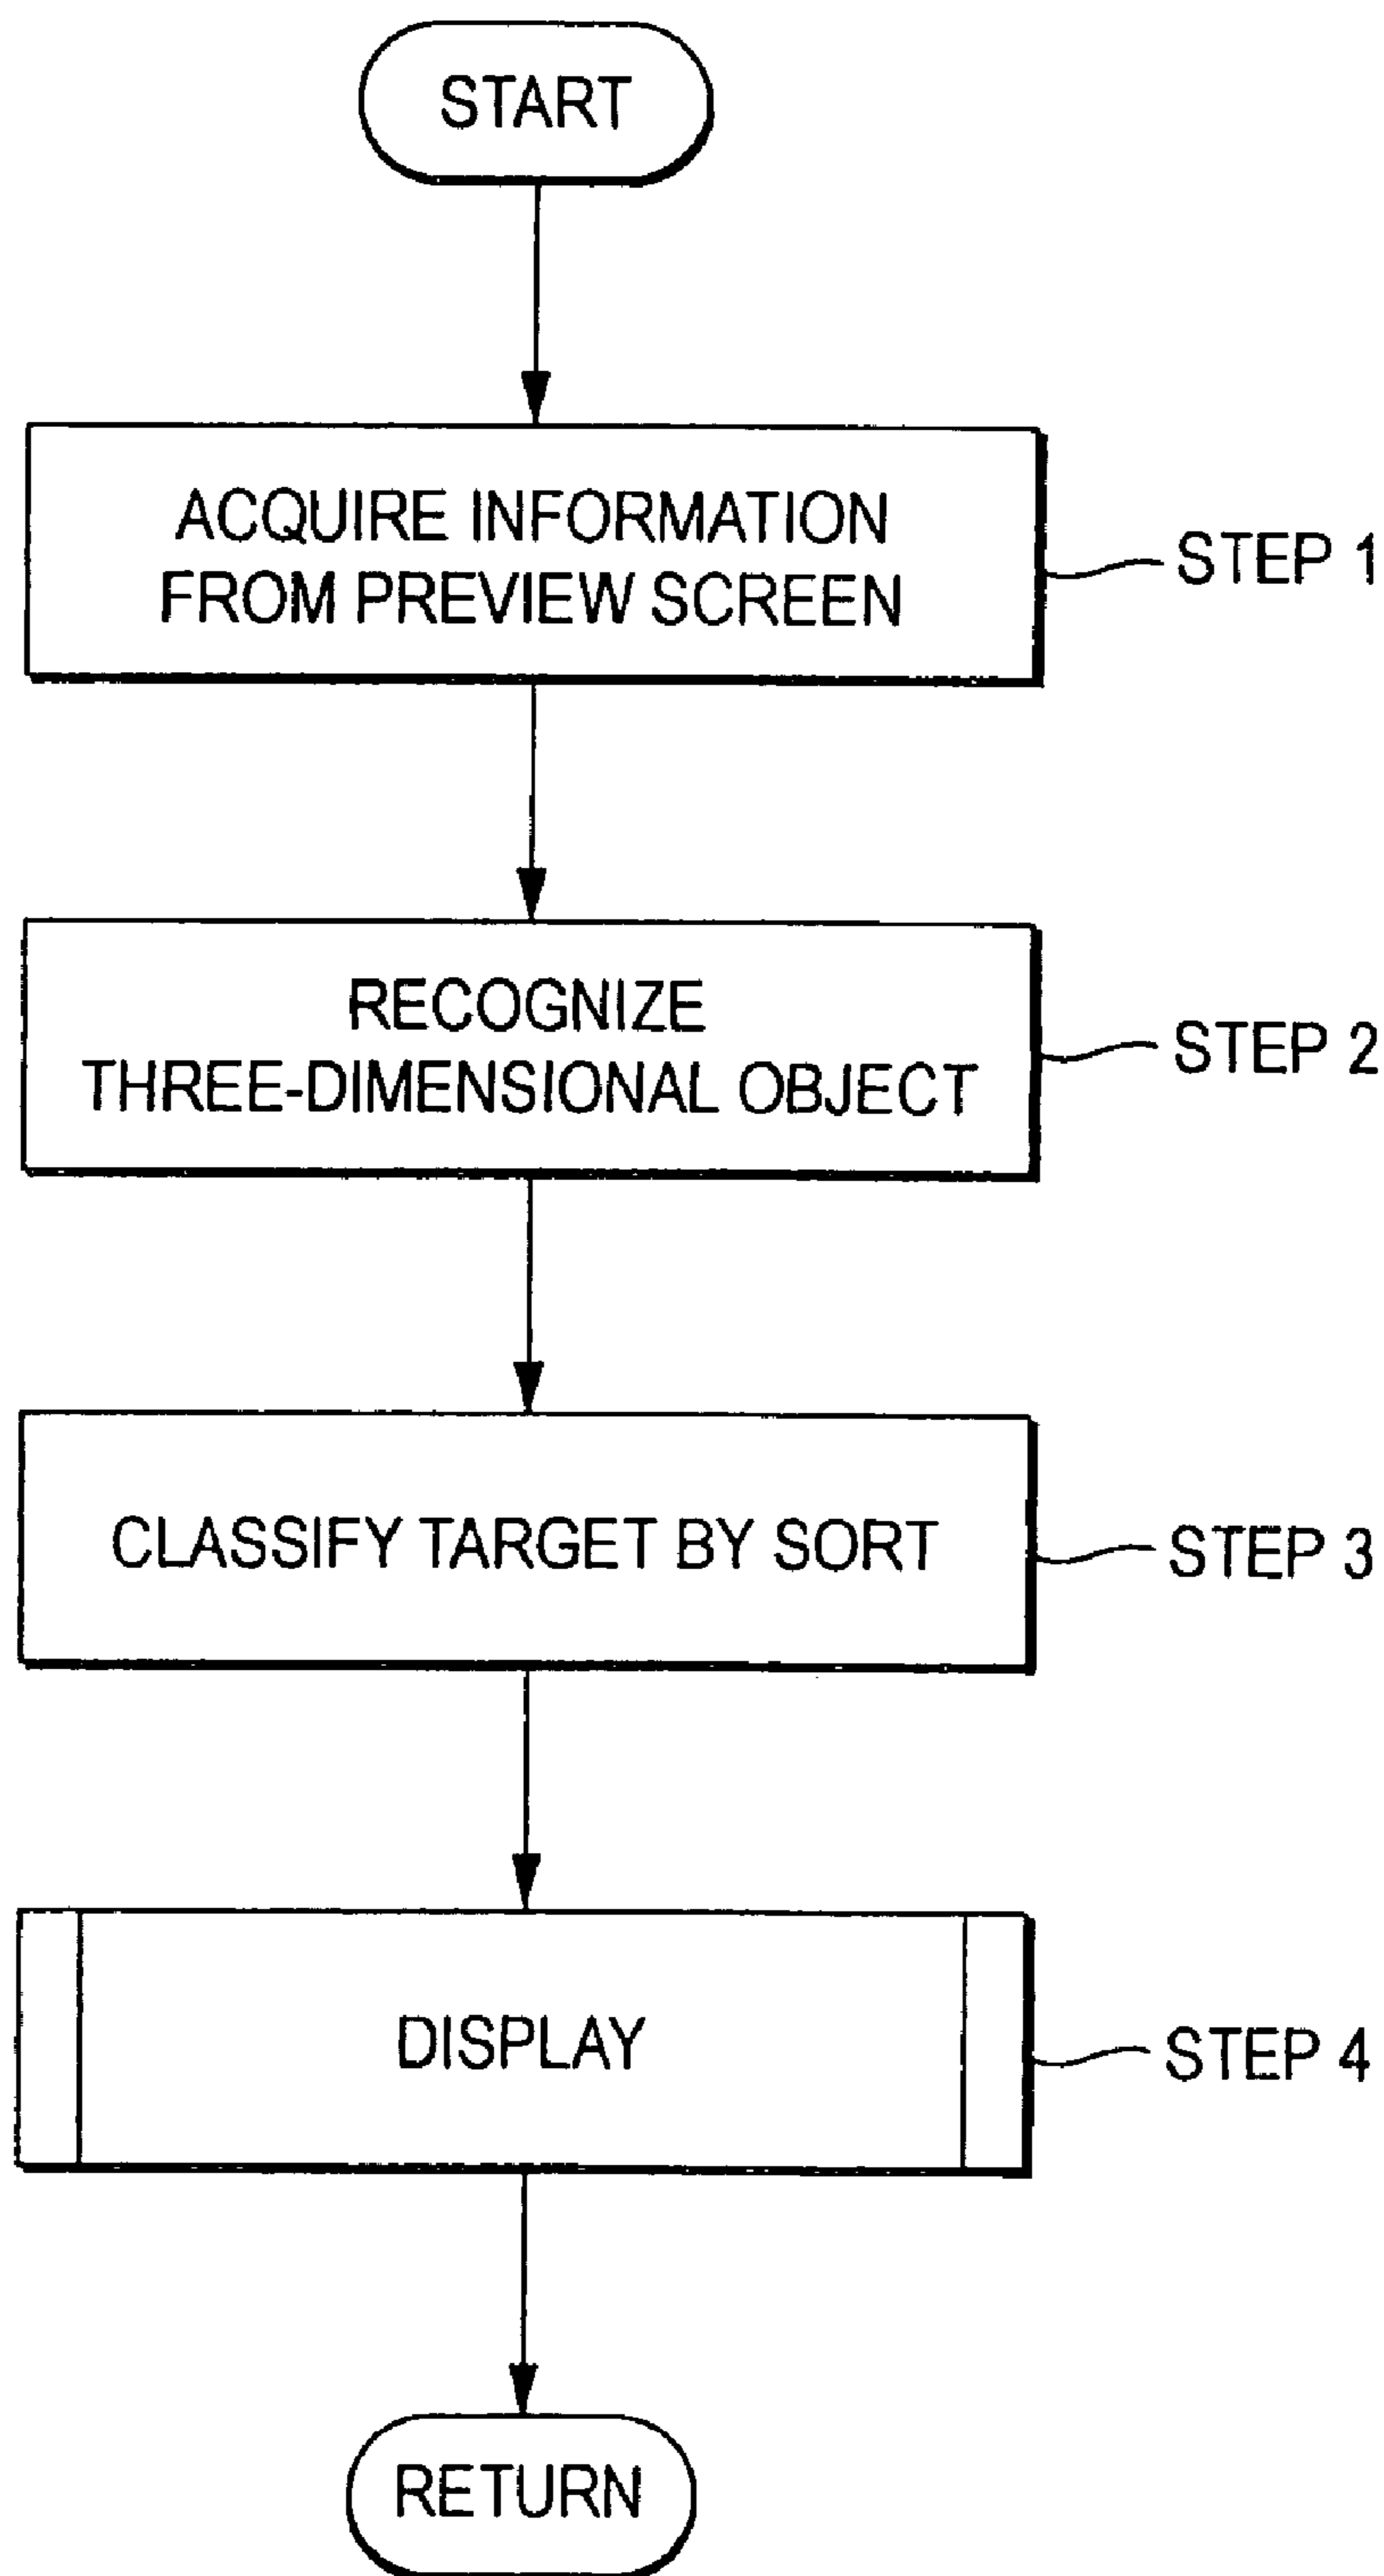 START
ACQUIRE INFORMATION
FROM PREVIEW SCREEN
STEP 1
RECOGNIZE
THREE-DIMENSIONAL OBJECT
STEP 2
CLASSIFY TARGET BY SORT
STEP 3
DISPLAY
STEP 4
RETURN